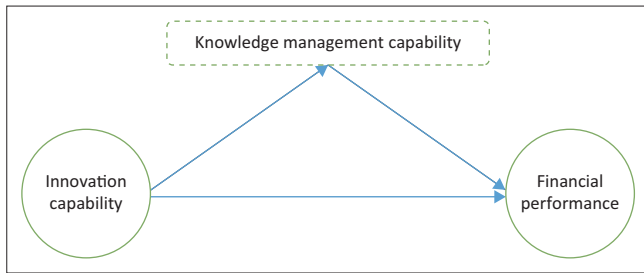 Knowledge management capability
Innovation
capability
Financial
performance